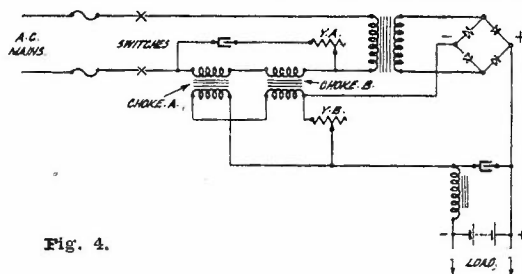 A.C.
MAINS.
SWITCHES
Y.A.
- +
CHOKE. A.
CHOKE. B.
Y.B.
- +
Fig. 4.
LOAD.